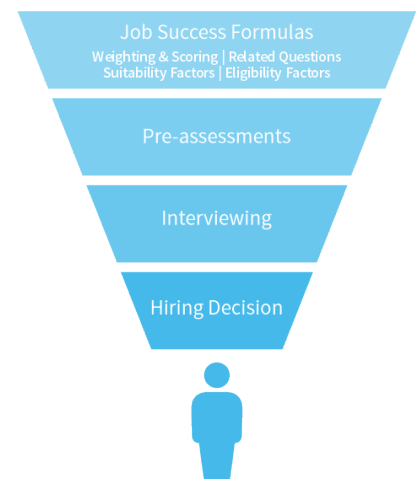 Job Success Formulas
Weighting & Scoring | Related Questions
Suitability Factors | Eligibility Factors
Pre-assessments
Interviewing
Hiring Decision